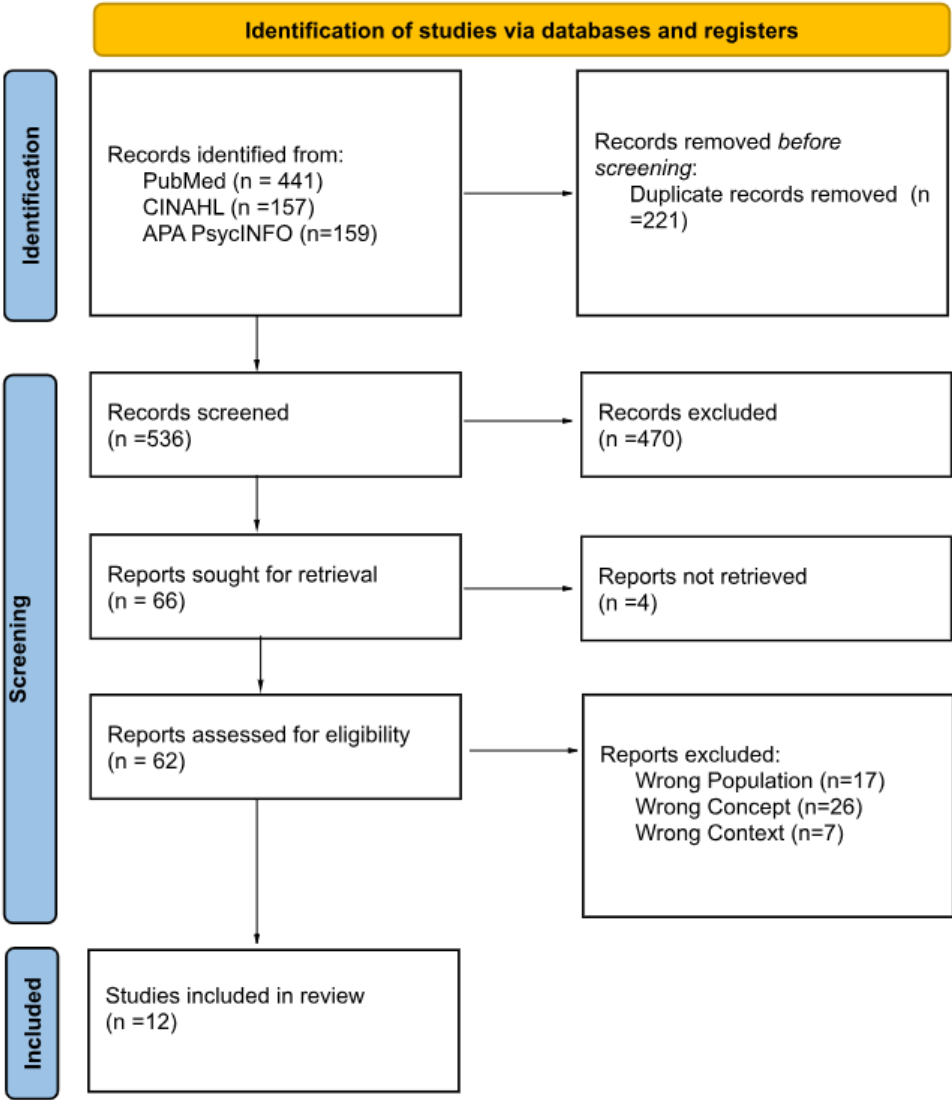 Identification of studies via databases and registers
Identification
Records identified from:
PubMed (n = 441)
CINAHL (n =157)
APA PsycINFO (n=159)
Records removed before
screening:
Duplicate records removed (n
=221)
Screening
Records screened
(n =536)
Records excluded
(n =470)
Reports sought for retrieval
(n = 66)
Reports not retrieved
(n =4)
Reports assessed for eligibility
(n = 62)
Reports excluded:
Wrong Population (n=17)
Wrong Concept (n=26)
Wrong Context (n=7)
Included
Studies included in review
(n =12)